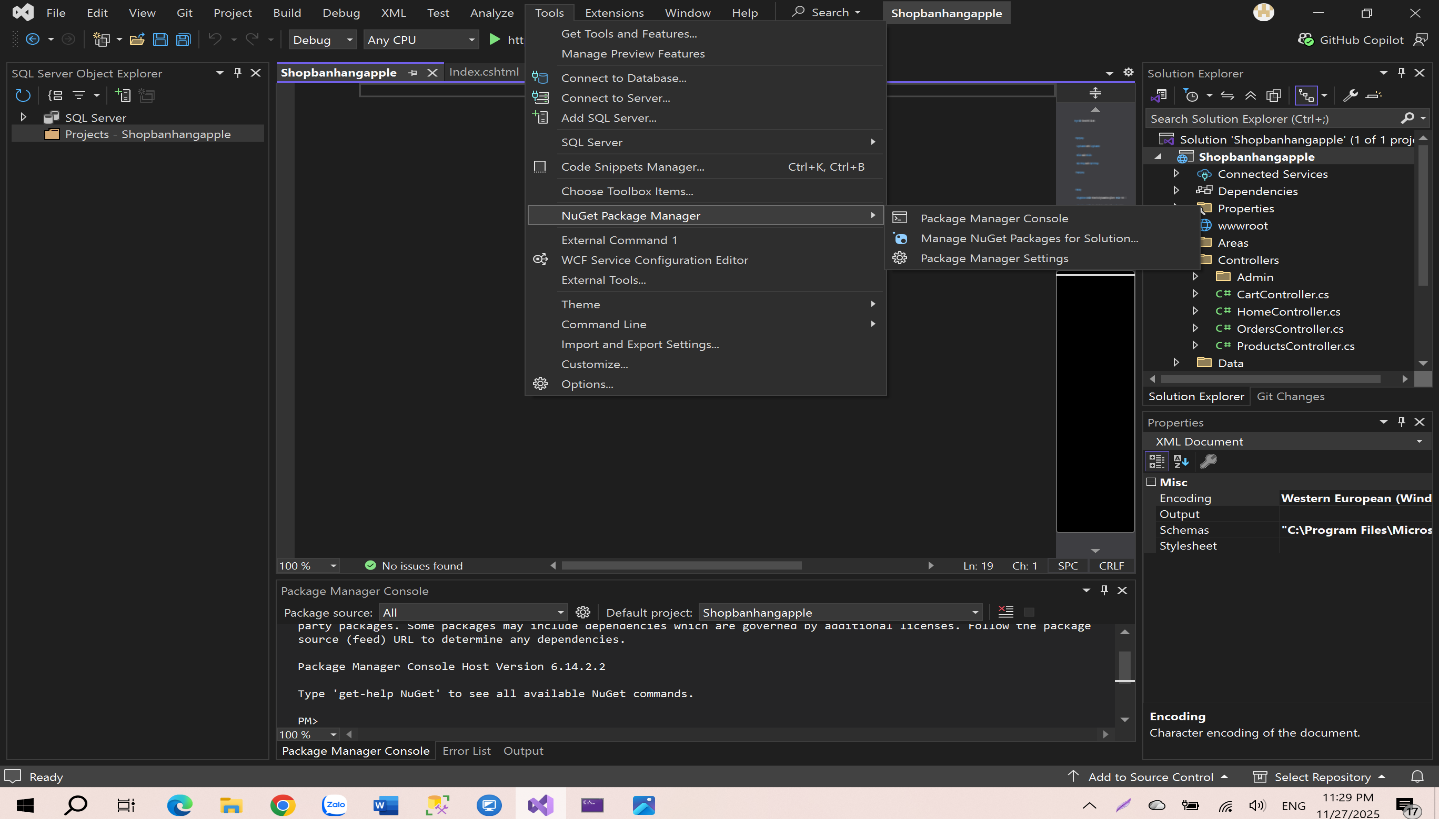 File Edit View Git Project Build Debug XML Test Analyze Tools Extensions Window Help Search Shopbanhangapple
Debug Any CPU htt GitHub Copilot
SQL Server Object Explorer
SQL Server
Projects - Shopbanhangapple
Shopbanhangapple Index.cshtml
Get Tools and Features...
Manage Preview Features
Connect to Database...
Connect to Server...
Add SQL Server...
SQL Server
Code Snippets Manager... Ctrl+K, Ctrl+B
Choose Toolbox Items...
NuGet Package Manager
External Command 1
WCF Service Configuration Editor
External Tools...
Theme
Command Line
Import and Export Settings...
Customize...
Options...
Package Manager Console
Manage NuGet Packages for Solution...
Package Manager Settings
Solution Explorer
Search Solution Explorer (Ctrl+;)
Solution 'Shopbanhangapple' (1 of 1 proj
Shopbanhangapple
Connected Services
Dependencies
Properties
wwwroot
Areas
Controllers
Admin
C# CartController.cs
C# HomeController.cs
C# OrdersController.cs
C# ProductsController.cs
Data
Solution Explorer Git Changes
Properties
XML Document
Misc
Encoding Western European (Wind
Output
Schemas "C:\Program Files\Micros
Stylesheet
Encoding
Character encoding of the document.
100 % No issues found Ln: 19 Ch: 1 SPC CRLF
Package Manager Console
Package source: All Default project: Shopbanhangapple
party packages. Some packages may include dependencies which are governed by additional licenses. Follow the package
source (feed) URL to determine any dependencies.
Package Manager Console Host Version 6.14.2.2
Type 'get-help NuGet' to see all available NuGet commands.
PM>
100 %
Package Manager Console Error List Output
Ready Add to Source Control Select Repository
Zalo ENG 11:29 PM
11/27/2025 17